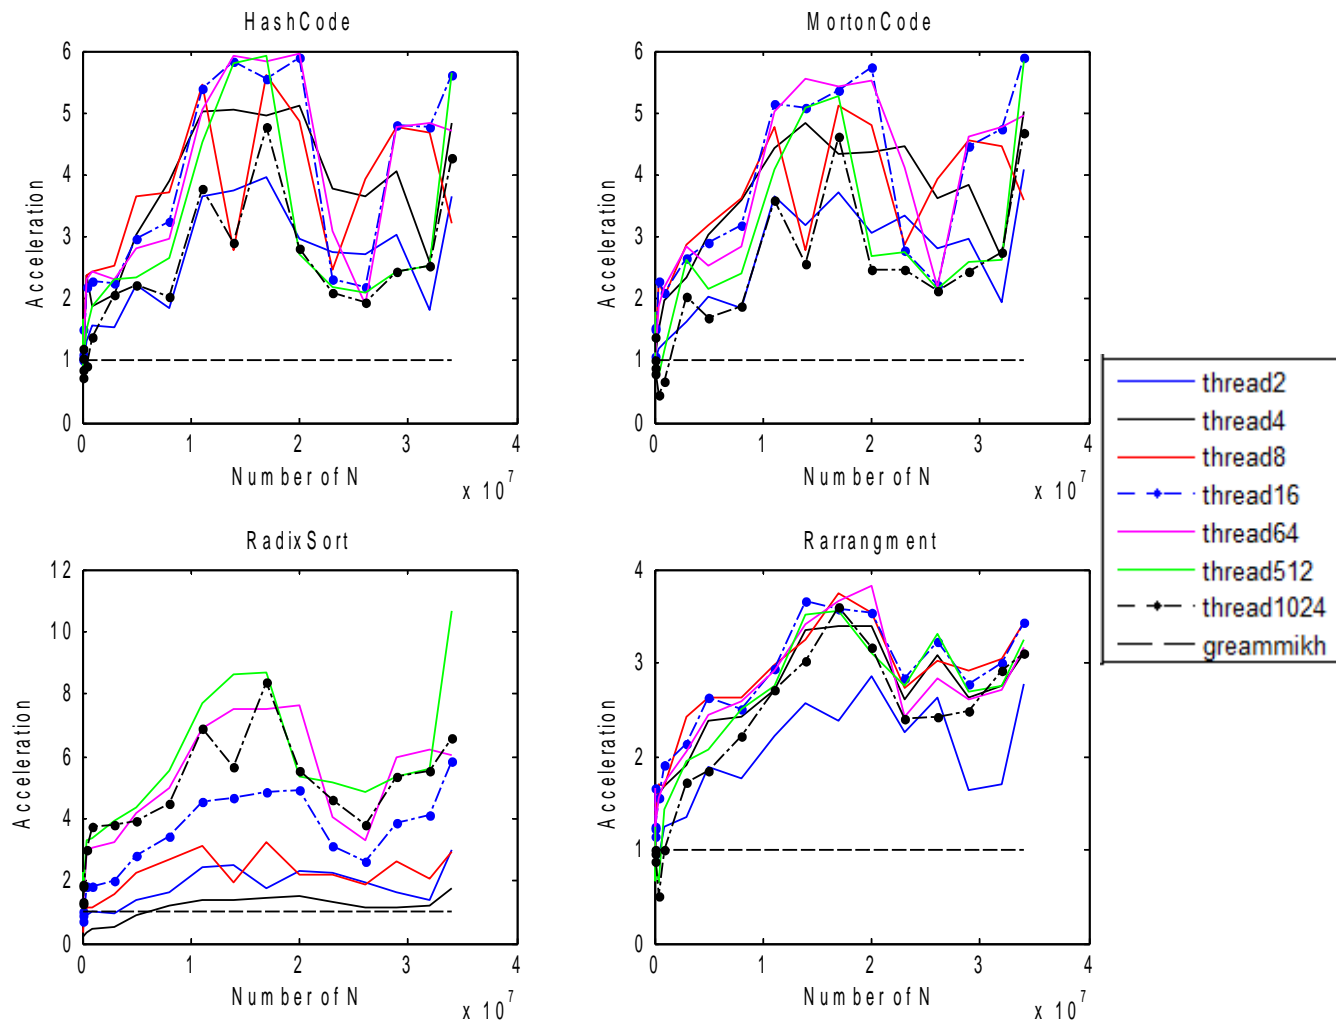 HashCode
6
5
4
3
2
1
0
Acceleration
0 1 2 3 4
Number of N
x 10^7
MortonCode
6
5
4
3
2
1
0
Acceleration
0 1 2 3 4
Number of N
x 10^7
thread2
thread4
thread8
thread16
thread64
thread512
thread1024
greammikh
RadixSort
12
10
8
6
4
2
0
Acceleration
0 1 2 3 4
Number of N
x 10^7
Rarrangment
4
3
2
1
0
Acceleration
0 1 2 3 4
Number of N
x 10^7